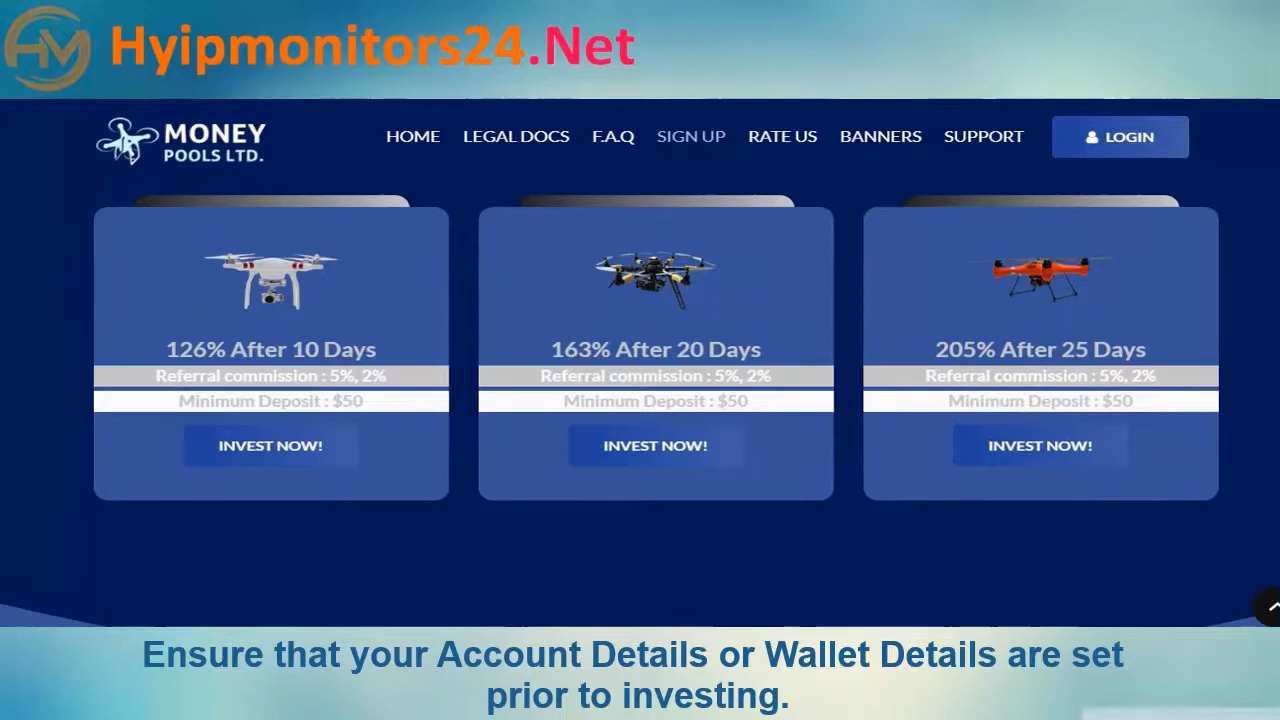 HM
Hyipmonitors24.Net
MONEY
POOLS LTD.
HOME LEGAL DOCS F.A.Q SIGN UP RATE US BANNERS SUPPORT LOGIN
126% After 10 Days
Referral commission : 5%, 2%
Minimum Deposit : $50
INVEST NOW!
163% After 20 Days
Referral commission : 5%, 2%
Minimum Deposit : $50
INVEST NOW!
205% After 25 Days
Referral commission : 5%, 2%
Minimum Deposit : $50
INVEST NOW!
Ensure that your Account Details or Wallet Details are set
prior to investing.